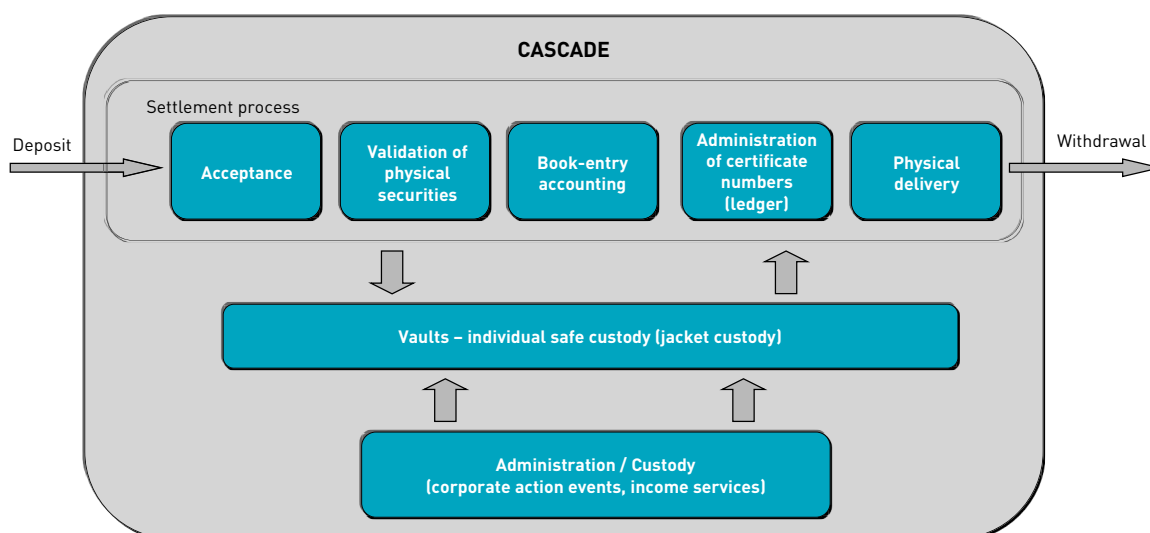 CASCADE
Settlement process
Deposit
Acceptance
Validation of
physical
securities
Book-entry
accounting
Administration
of certificate
numbers
(ledger)
Physical
delivery
Withdrawal
Vaults – individual safe custody (jacket custody)
Administration / Custody
(corporate action events, income services)